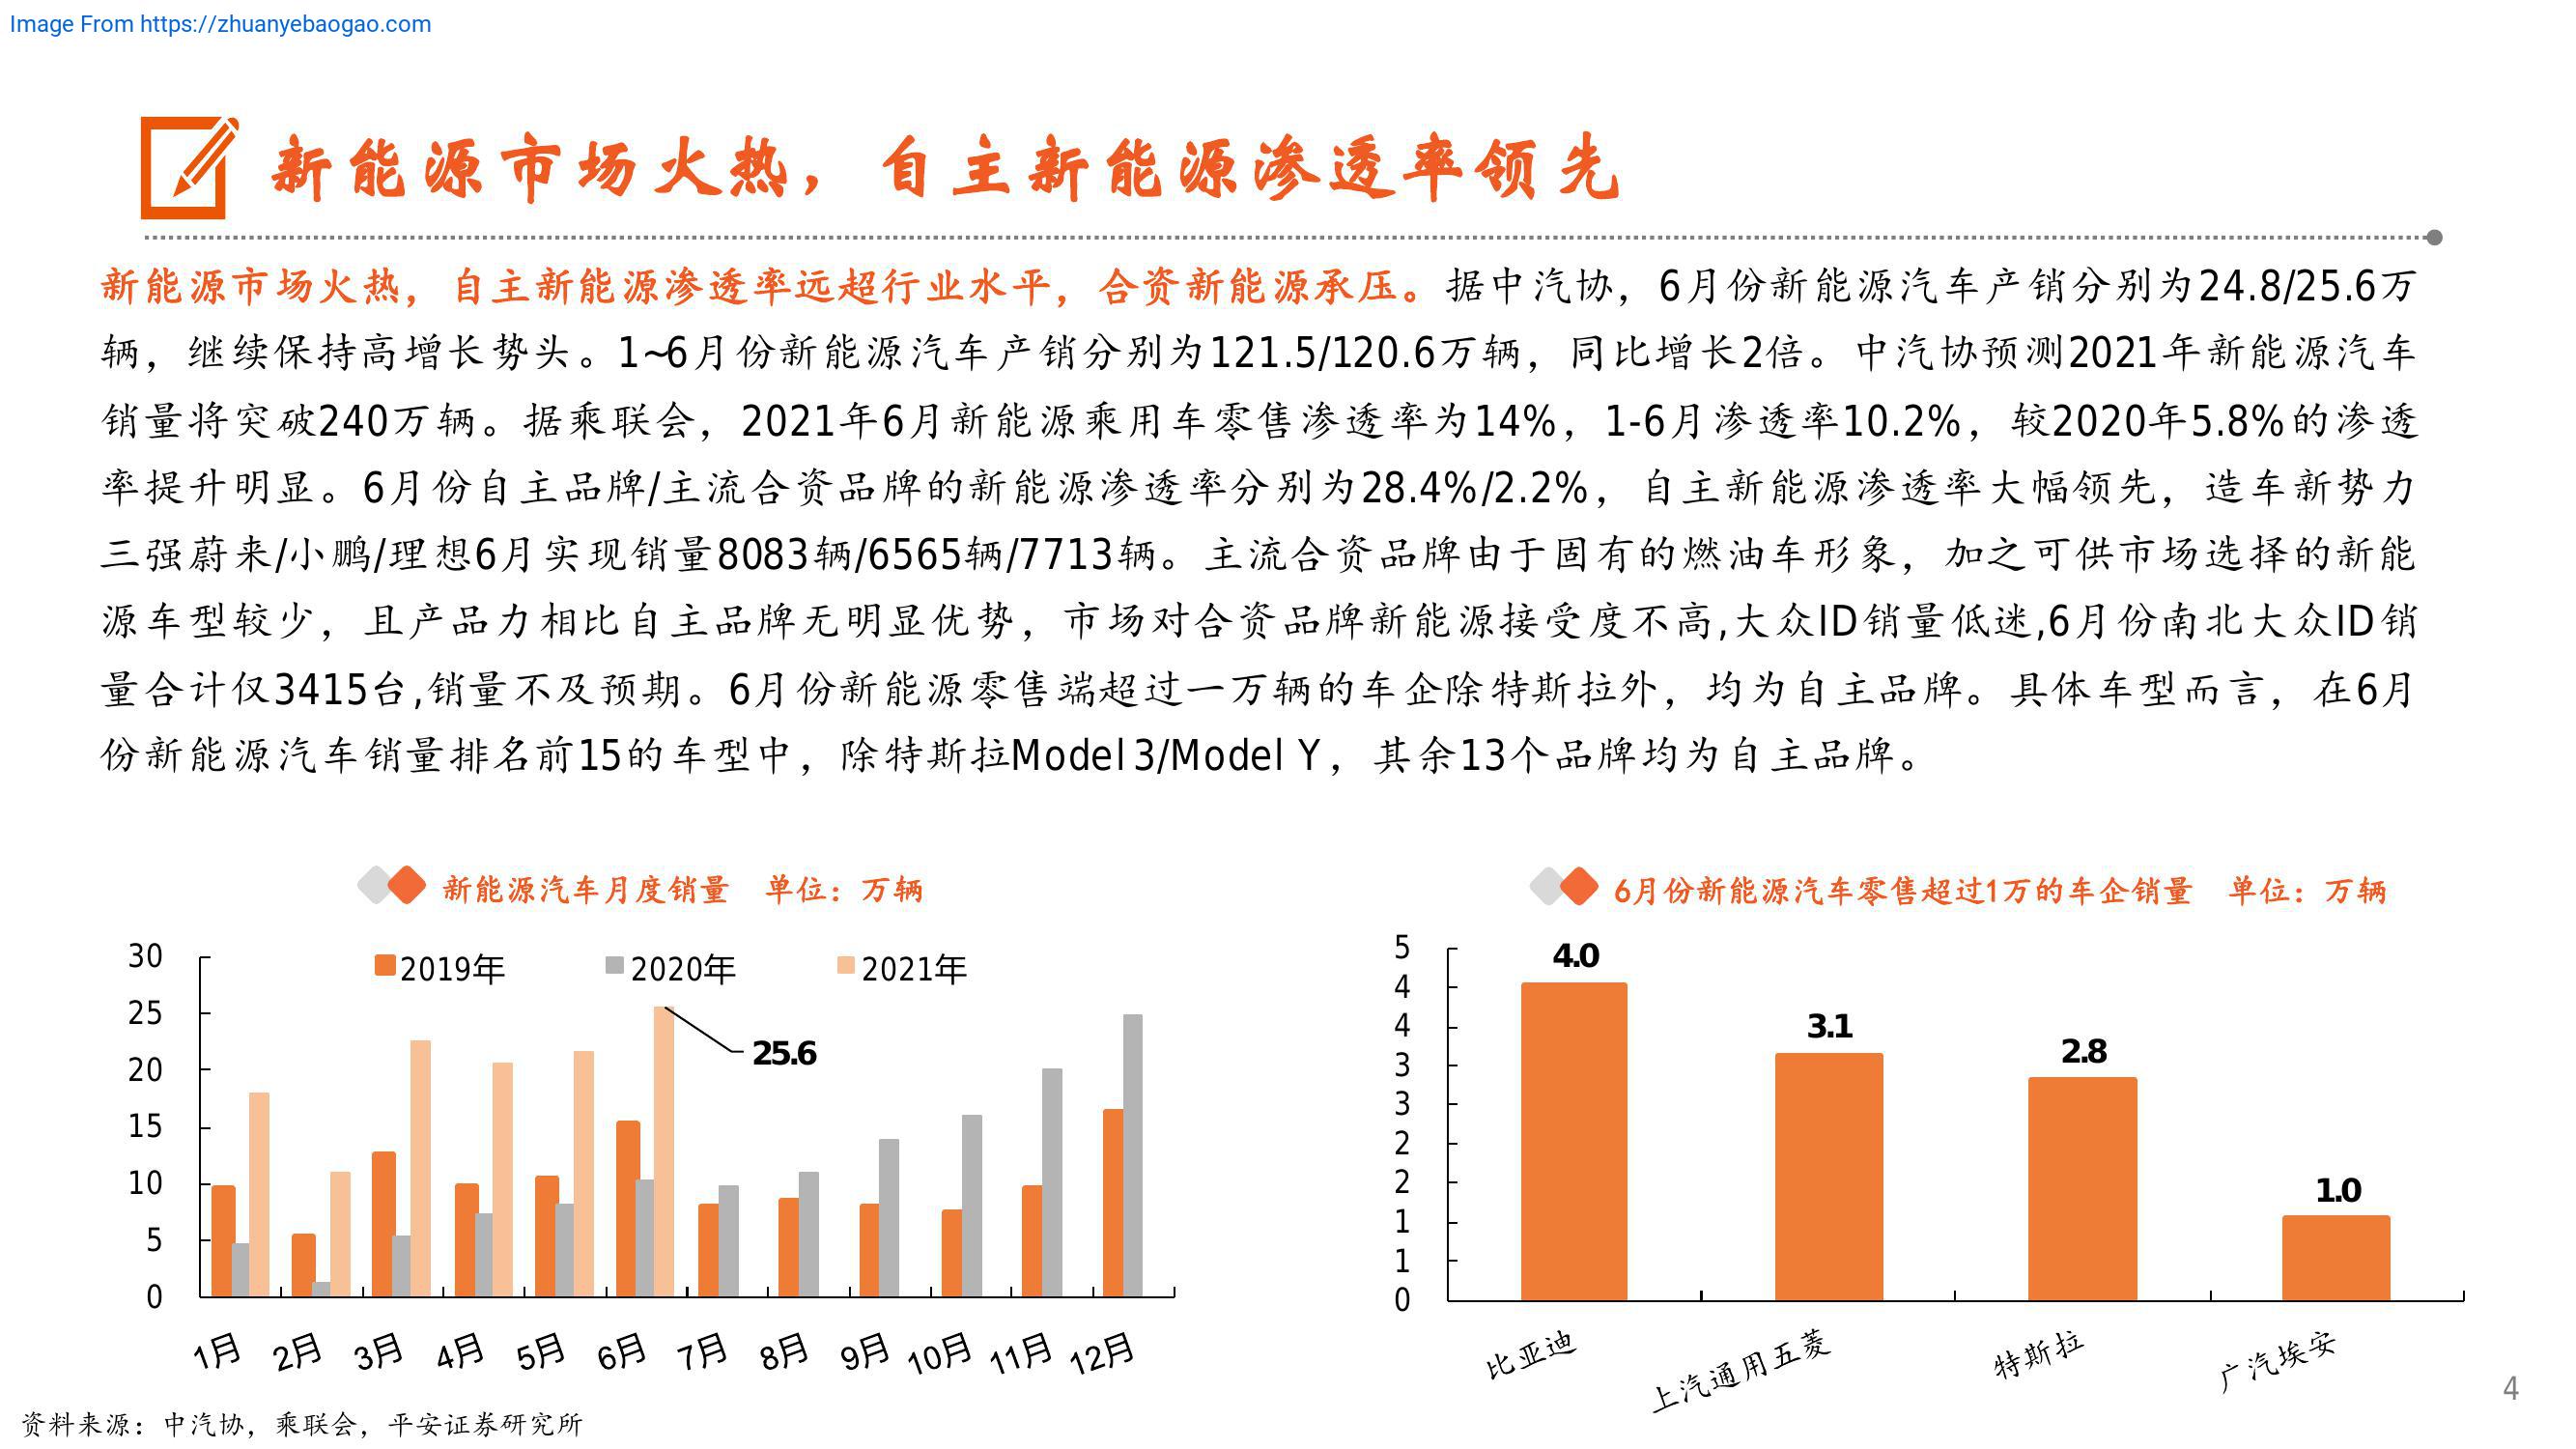 Image From https://zhuanyebaogao.com
新能源市场火热，自主新能源渗透率领先
新能源市场火热，自主新能源渗透率远超行业水平，合资新能源承压。据中汽协，6月份新能源汽车产销分别为24.8/25.6万
辆，继续保持高增长势头。1~6月份新能源汽车产销分别为121.5/120.6万辆，同比增长2倍。中汽协预测2021年新能源汽车
销量将突破240万辆。据乘联会，2021年6月新能源乘用车零售渗透率为14%，1-6月渗透率10.2%，较2020年5.8%的渗透
率提升明显。6月份自主品牌/主流合资品牌的新能源渗透率分别为28.4%/2.2%，自主新能源渗透率大幅领先，造车新势力
三强蔚来/小鹏/理想6月实现销量8083辆/6565辆/7713辆。主流合资品牌由于固有的燃油车形象，加之可供市场选择的新能
源车型较少，且产品力相比自主品牌无明显优势，市场对合资品牌新能源接受度不高,大众ID销量低迷,6月份南北大众ID销
量合计仅3415台,销量不及预期。6月份新能源零售端超过一万辆的车企除特斯拉外，均为自主品牌。具体车型而言，在6月
份新能源汽车销量排名前15的车型中，除特斯拉Model 3/Model Y，其余13个品牌均为自主品牌。
新能源汽车月度销量 单位：万辆
2019年 2020年 2021年
30
25
20
15
10
5
0
25.6
1月 2月 3月 4月 5月 6月 7月 8月 9月 10月 11月 12月
6月份新能源汽车零售超过1万的车企销量 单位：万辆
5
4
4
3
3
2
2
1
1
0
4.0
3.1
2.8
1.0
比亚迪 上汽通用五菱 特斯拉 广汽埃安
资料来源：中汽协，乘联会，平安证券研究所
4